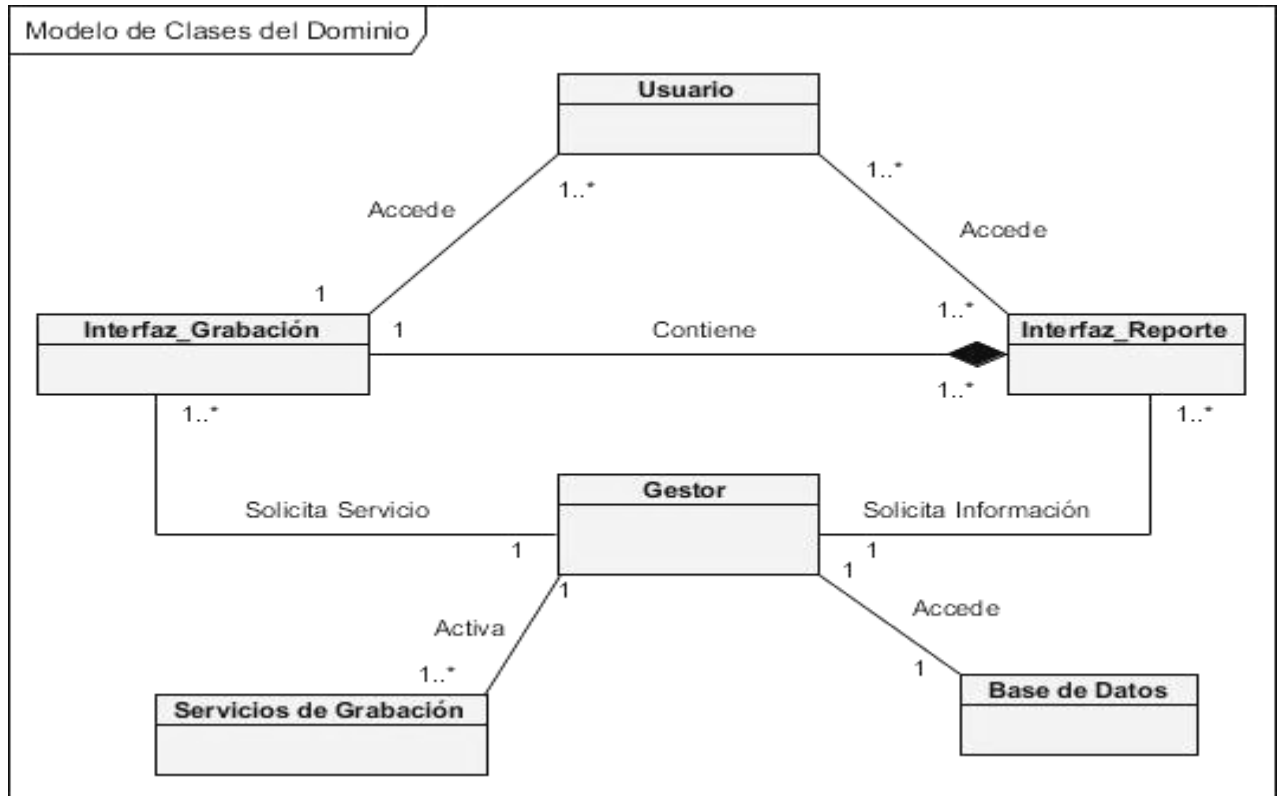 Modelo de Clases del Dominio
Usuario
1..*
1..*
Accede
Accede
1
1..*
Interfaz_Grabación
1
Contiene
Interfaz_Reporte
1..*
1..*
1..*
Gestor
Solicita Servicio
Solicita Información
1
1
1
1
Accede
Activa
1..*
1
Base de Datos
Servicios de Grabación